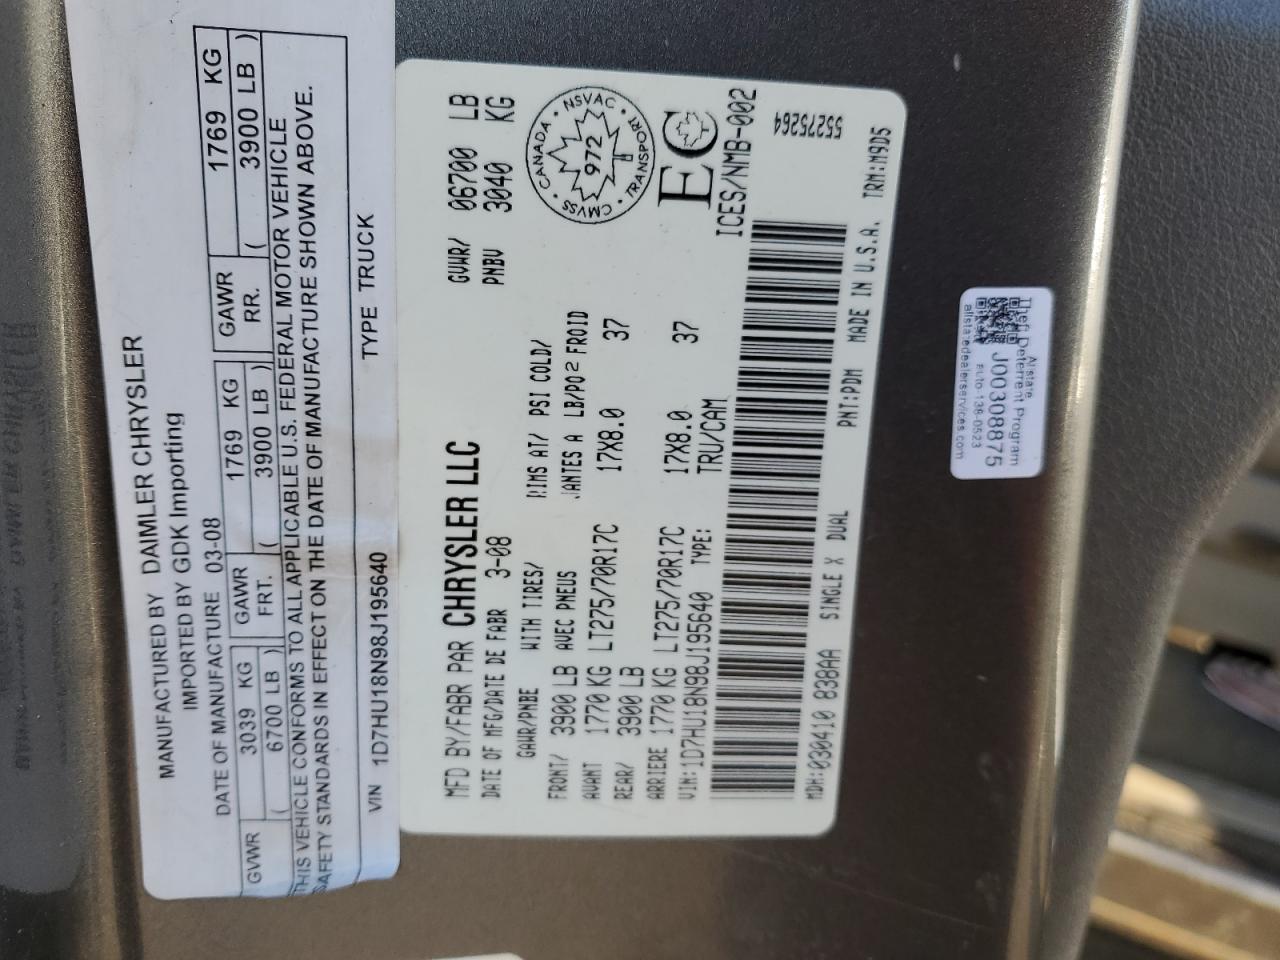 MANUFACTURED BY DAIMLER CHRYSLER
IMPORTED BY GDK Importing
DATE OF MANUFACTURE 03-08
GVWR 3039 KG GAWR FRT. 1769 KG GAWR RR. 1769 KG
( 6700 LB ) ( 3900 LB ) ( 3900 LB )
THIS VEHICLE CONFORMS TO ALL APPLICABLE U.S. FEDERAL MOTOR VEHICLE
SAFETY STANDARDS IN EFFECT ON THE DATE OF MANUFACTURE SHOWN ABOVE.
VIN 1D7HU18N98J195640 TYPE TRUCK
MFD BY/FABR PAR CHRYSLER LLC GVWR/ 06700 LB
DATE OF MFG/DATE DE FABR 3-08 PNBV 3040 KG
GAWR/PNBE WITH TIRES/ RIMS AT/ PSI COLD/
FRONT/ 3900 LB AVEC PNEUS JANTES A LB/PO2 FROID
AVANT 1770 KG LT275/70R17C 17X8.0 37
REAR/ 3900 LB
ARRIERE 1770 KG LT275/70R17C 17X8.0 37
VIN:1D7HU18N98J195640 TYPE: TRU/CAM
CANADA • NSVAC • TRANSPORT • CMVSS •
972
EC
ICES/NMB-002
55275264
MDH:030410 038AA SINGLE X DUAL PNT:PDM MADE IN U.S.A. TRM:M9D5
Allstate
Theft Deterrent Program
J00308875
PLTO-138-0523
allstatedealerservices.com